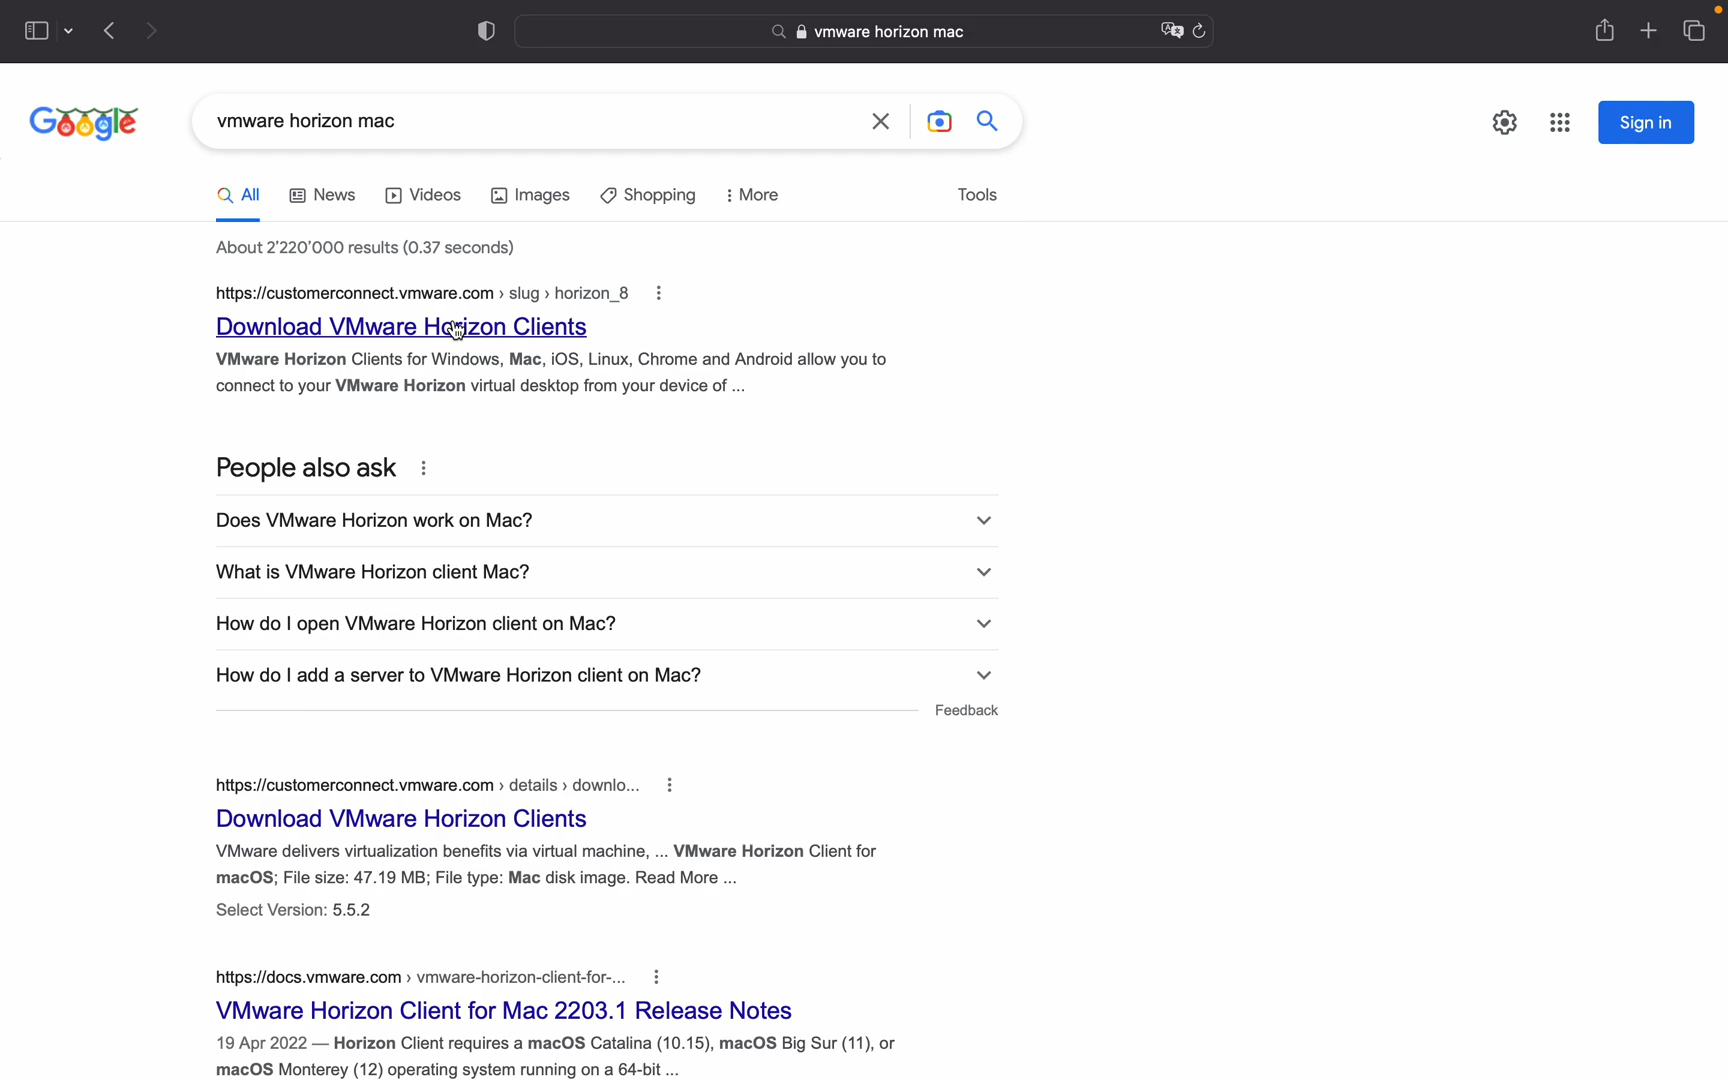 vmware horizon mac
Google
vmware horizon mac
Sign in
All
News
Videos
Images
Shopping
More
Tools
About 2'220'000 results (0.37 seconds)
https://customerconnect.vmware.com › slug › horizon_8
Download VMware Horizon Clients
VMware Horizon Clients for Windows, Mac, iOS, Linux, Chrome and Android allow you to
connect to your VMware Horizon virtual desktop from your device of ...
People also ask
Does VMware Horizon work on Mac?
What is VMware Horizon client Mac?
How do I open VMware Horizon client on Mac?
How do I add a server to VMware Horizon client on Mac?
Feedback
https://customerconnect.vmware.com › details › downlo...
Download VMware Horizon Clients
VMware delivers virtualization benefits via virtual machine, ... VMware Horizon Client for
macOS; File size: 47.19 MB; File type: Mac disk image. Read More ...
Select Version: 5.5.2
https://docs.vmware.com › vmware-horizon-client-for-...
VMware Horizon Client for Mac 2203.1 Release Notes
19 Apr 2022 — Horizon Client requires a macOS Catalina (10.15), macOS Big Sur (11), or
macOS Monterey (12) operating system running on a 64-bit ...